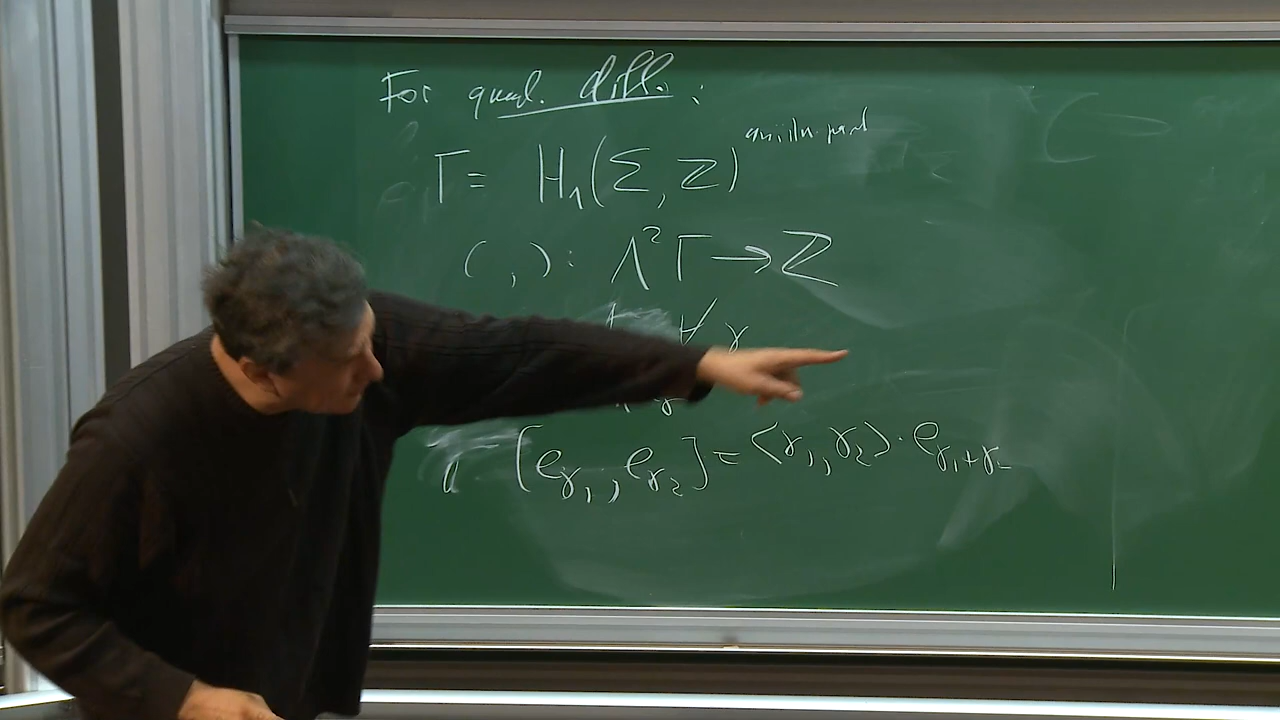 For quad. diff. :
Γ = H₁(Σ, ℤ)
( , ) : Λ²Γ → ℤ
∀ γ
[e_γ₁, e_γ₂] = ⟨γ₁, γ₂⟩ · e_γ₁+γ₂